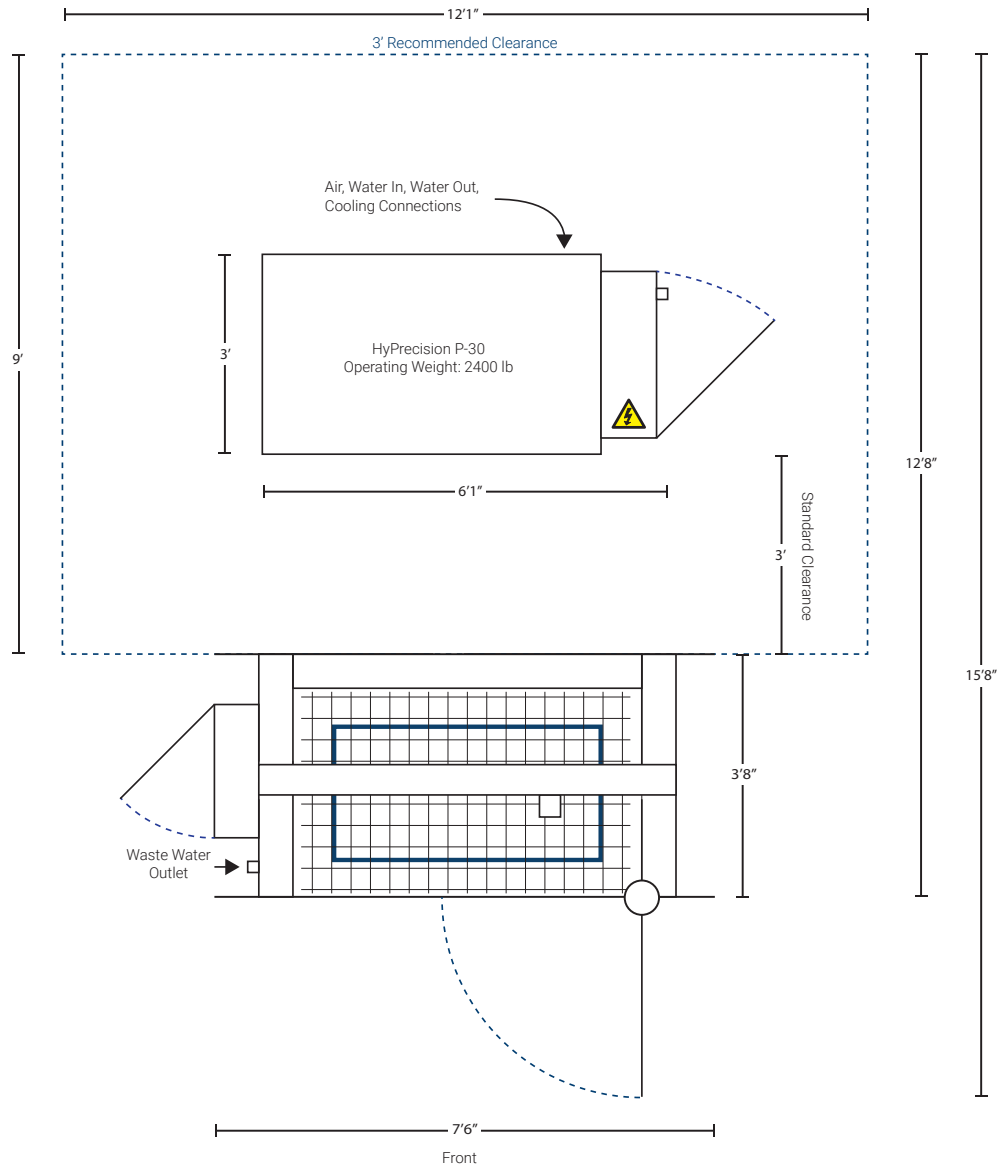 12’1”
3’ Recommended Clearance
Air, Water In, Water Out,
Cooling Connections
9’
3’
HyPrecision P-30
Operating Weight: 2400 lb
12’8”
6’1”
Standard Clearance
3’
15’8”
3’8”
Waste Water
Outlet
7’6”
Front